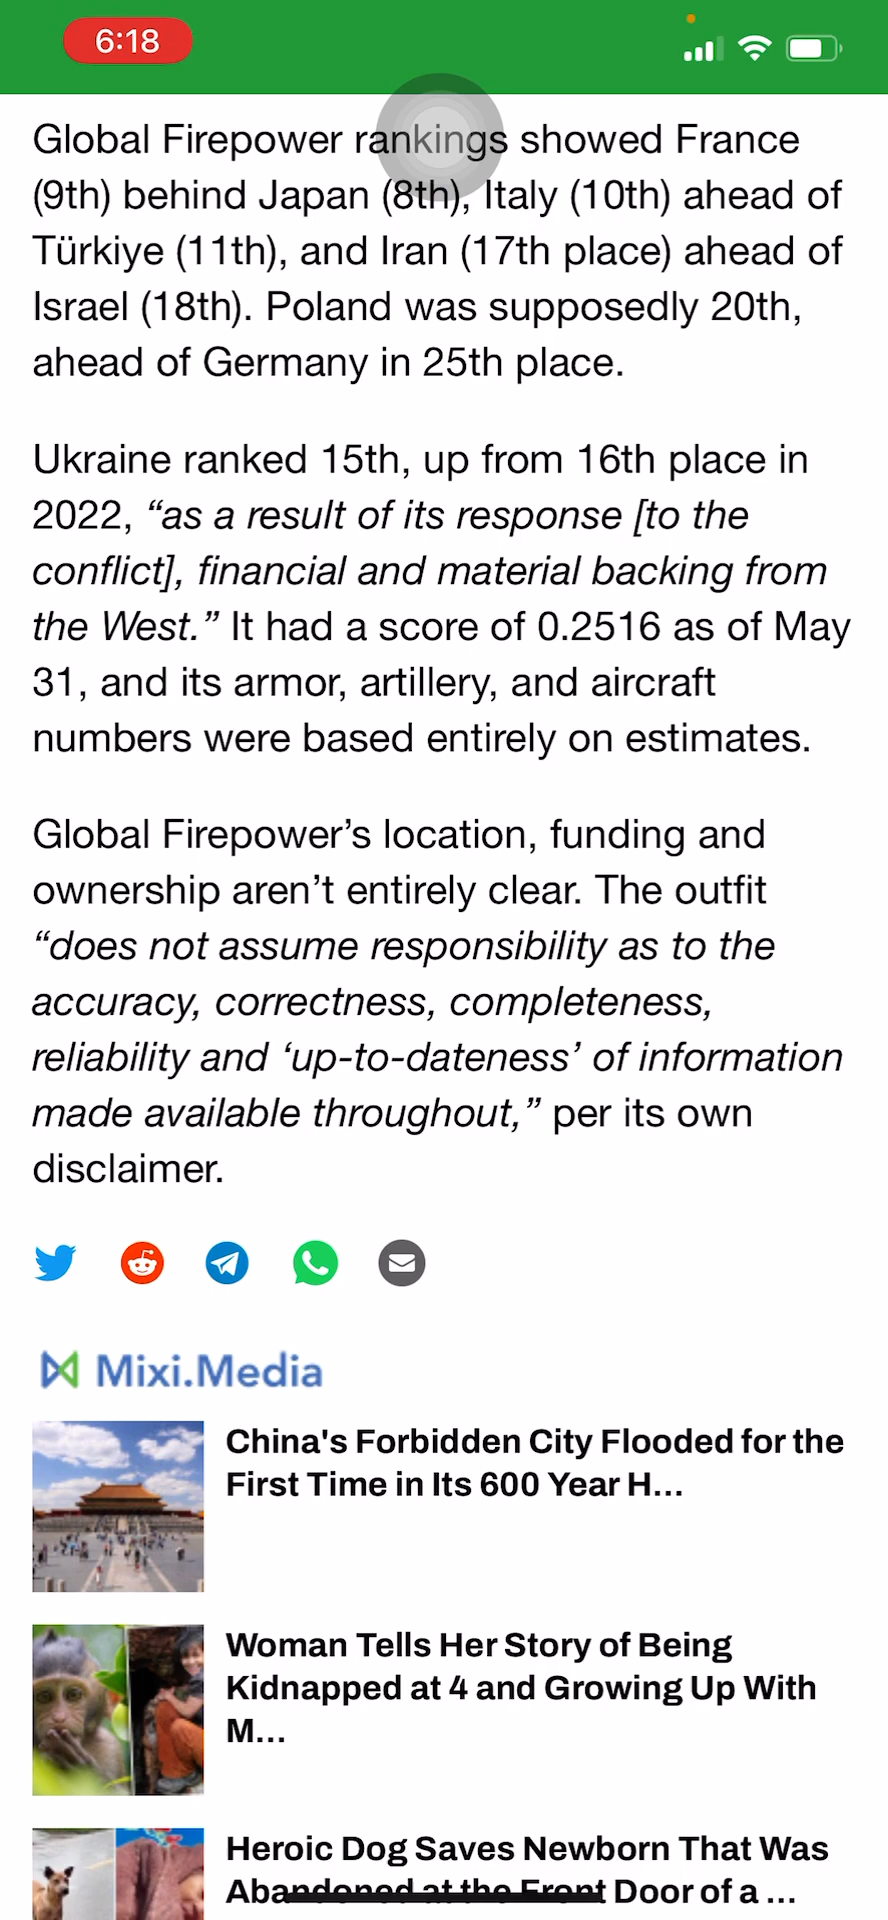 6:18
Global Firepower rankings showed France
(9th) behind Japan (8th), Italy (10th) ahead of
Türkiye (11th), and Iran (17th place) ahead of
Israel (18th). Poland was supposedly 20th,
ahead of Germany in 25th place.
Ukraine ranked 15th, up from 16th place in
2022, “as a result of its response [to the
conflict], financial and material backing from
the West.” It had a score of 0.2516 as of May
31, and its armor, artillery, and aircraft
numbers were based entirely on estimates.
Global Firepower’s location, funding and
ownership aren’t entirely clear. The outfit
“does not assume responsibility as to the
accuracy, correctness, completeness,
reliability and ‘up-to-dateness’ of information
made available throughout,” per its own
disclaimer.
Mixi.Media
China's Forbidden City Flooded for the
First Time in Its 600 Year H...
Woman Tells Her Story of Being
Kidnapped at 4 and Growing Up With
M...
Heroic Dog Saves Newborn That Was
Abandoned at the Front Door of a ...